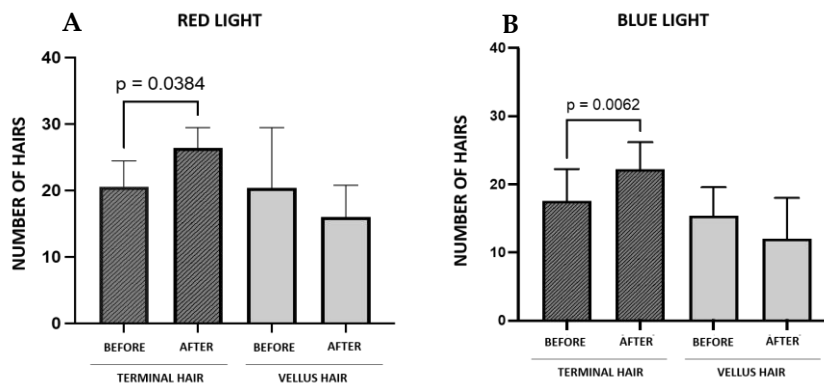 A
RED LIGHT
NUMBER OF HAIRS
40
30
20
10
0
p = 0.0384
BEFORE AFTER BEFORE AFTER
TERMINAL HAIR VELLUS HAIR
B
BLUE LIGHT
NUMBER OF HAIRS
40
30
20
10
0
p = 0.0062
BEFORE AFTER BEFORE AFTER
TERMINAL HAIR VELLUS HAIR